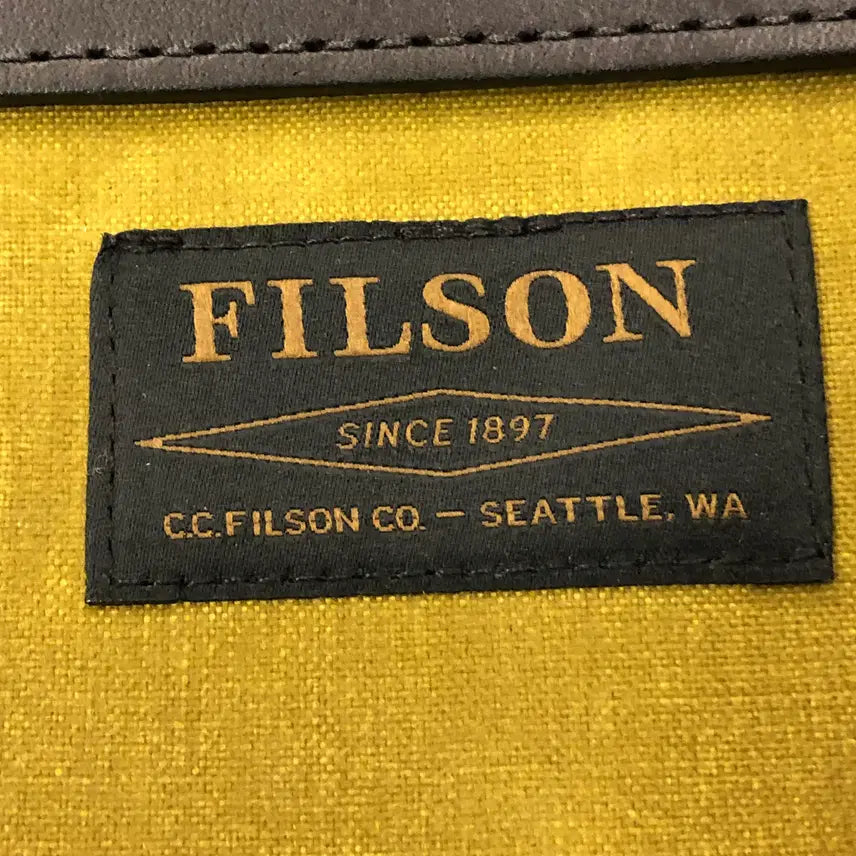 FILSON
SINCE 1897
C.C. FILSON CO. — SEATTLE, WA